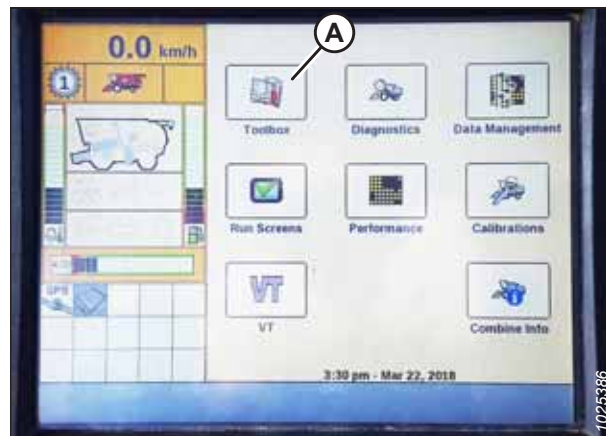 0.0 km/h
A
1
Toolbox
Diagnostics
Data Management
Run Screens
Performance
Calibrations
GPS
VT
VT
Combine Info
3:30 pm - Mar 22, 2018
1025386